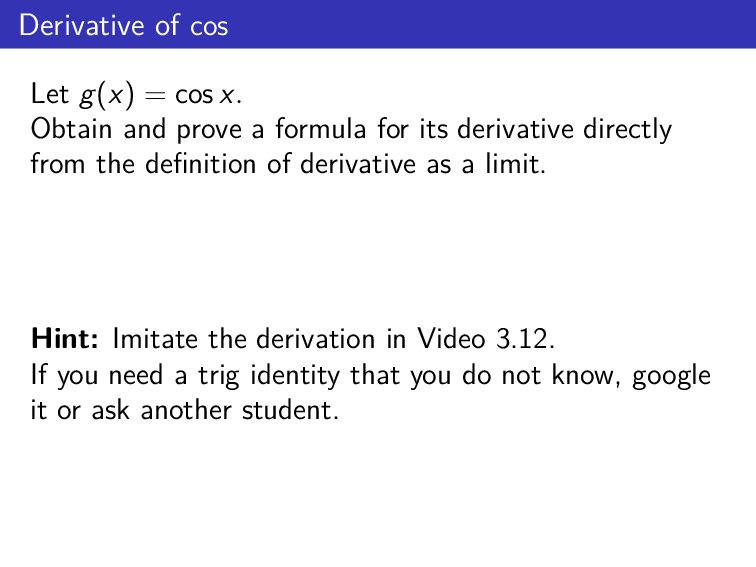 Derivative of cos
Let g(x) = cos x.
Obtain and prove a formula for its derivative directly
from the definition of derivative as a limit.
Hint: Imitate the derivation in Video 3.12.
If you need a trig identity that you do not know, google
it or ask another student.